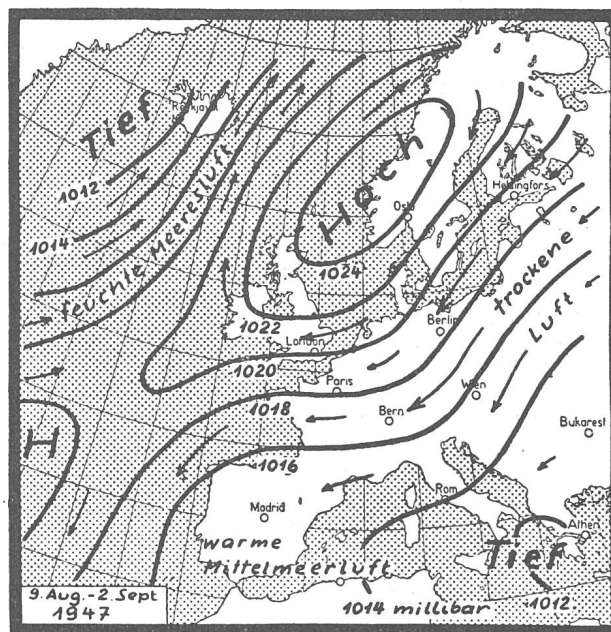 Tief
Reykjavik
1012
1014
feuchte Meeresluft
Hoch
Oslo
Helsingfors
1024
1022
trockene
Luft
London
Berlin
1020
Paris
1018
Wien
Bern
H
1016
Bukarest
Rom
Madrid
warme
Mittelmeerluft
Athen
Tief
9. Aug.-2. Sept
1947
1014 millibar
1012